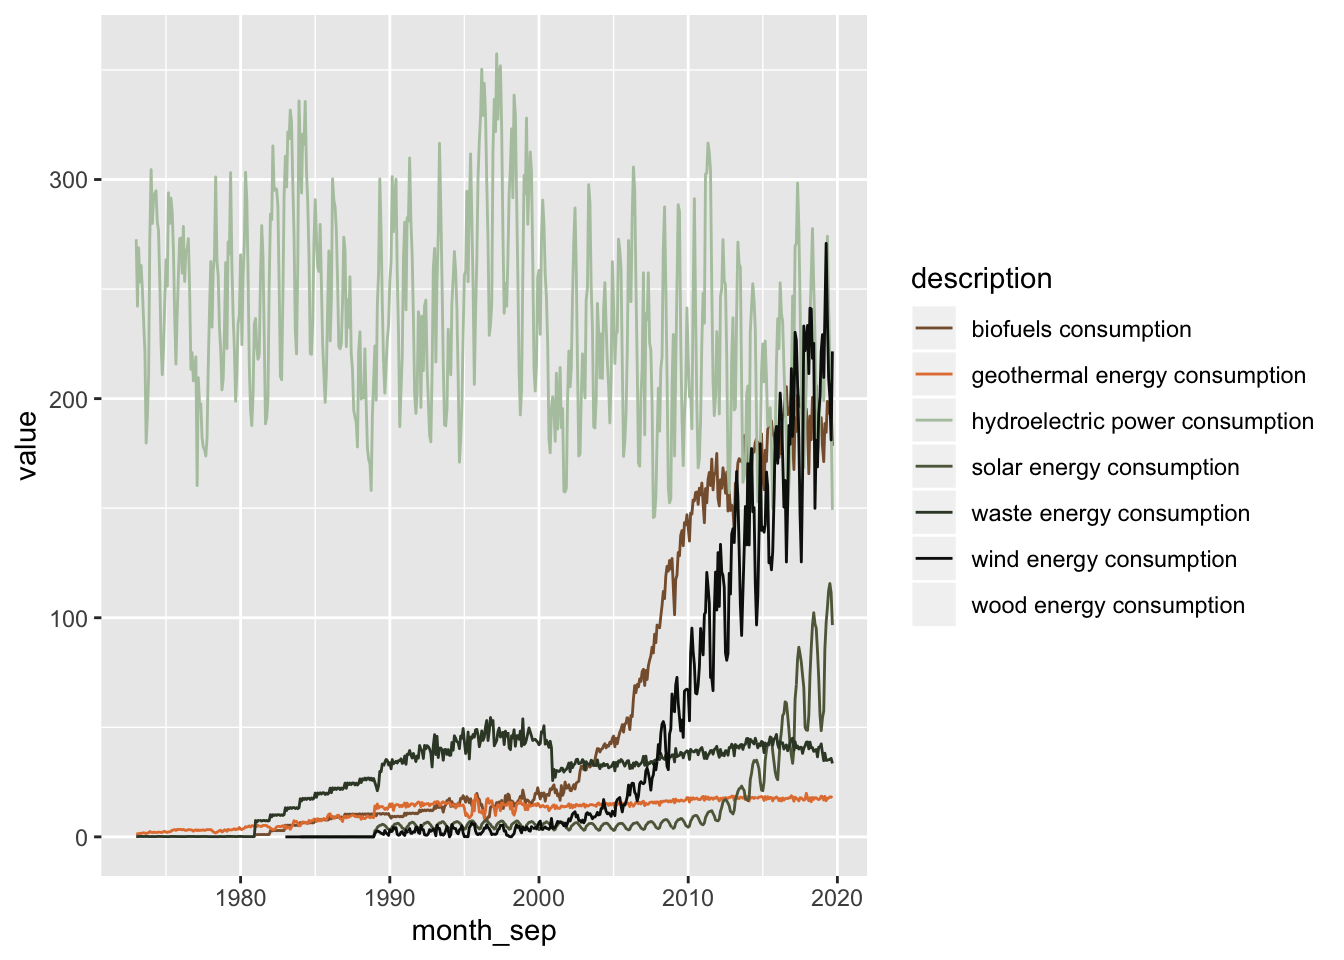 300
200
100
0
value
1980
1990
2000
2010
2020
month_sep
description
biofuels consumption
geothermal energy consumption
hydroelectric power consumption
solar energy consumption
waste energy consumption
wind energy consumption
wood energy consumption